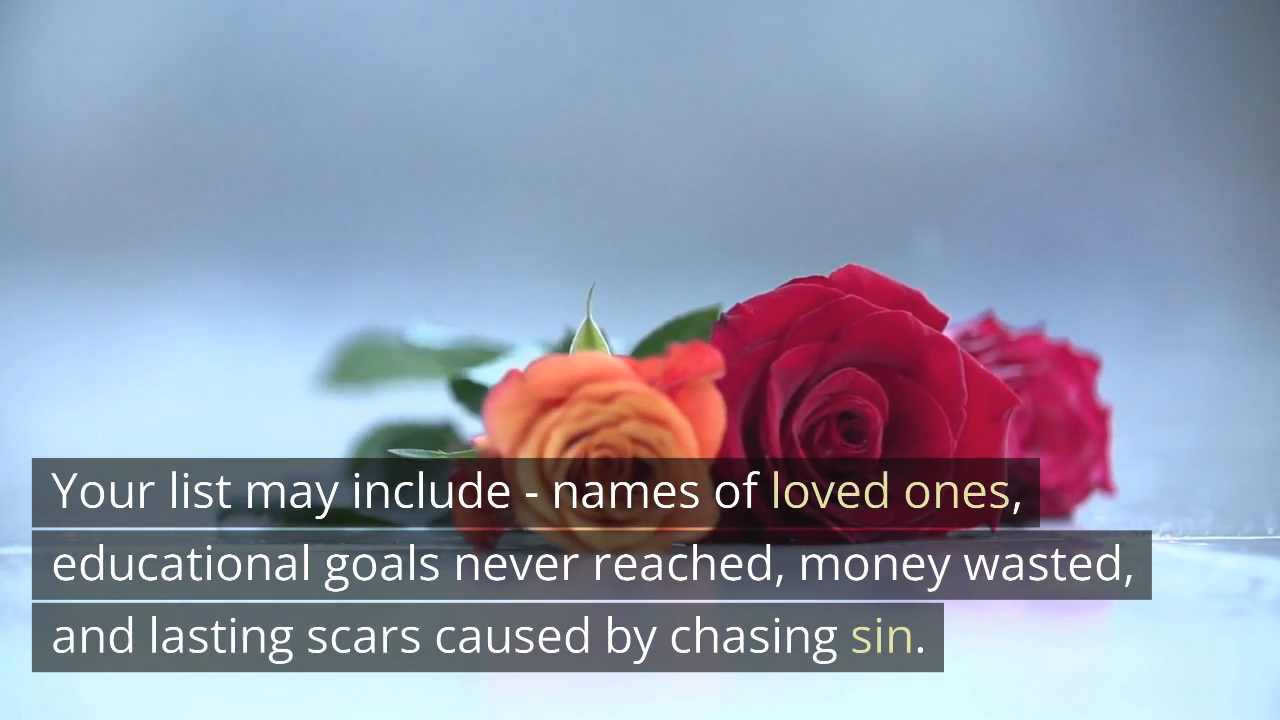 Your list may include - names of loved ones,
educational goals never reached, money wasted,
and lasting scars caused by chasing sin.